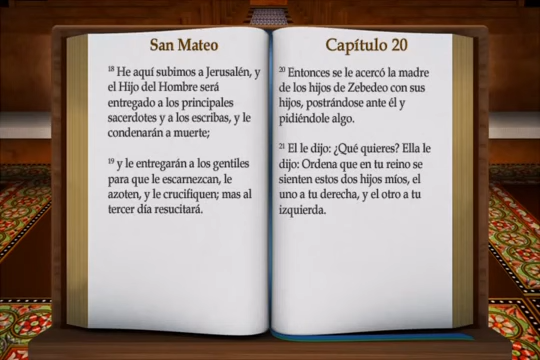 San Mateo
18 He aquí subimos a Jerusalén, y
el Hijo del Hombre será
entregado a los principales
sacerdotes y a los escribas, y le
condenarán a muerte;
19 y le entregarán a los gentiles
para que le escarnezcan, le
azoten, y le crucifiquen; mas al
tercer día resucitará.
Capítulo 20
20 Entonces se le acercó la madre
de los hijos de Zebedeo con sus
hijos, postrándose ante él y
pidiéndole algo.
21 El le dijo: ¿Qué quieres? Ella le
dijo: Ordena que en tu reino se
sienten estos dos hijos míos, el
uno a tu derecha, y el otro a tu
izquierda.